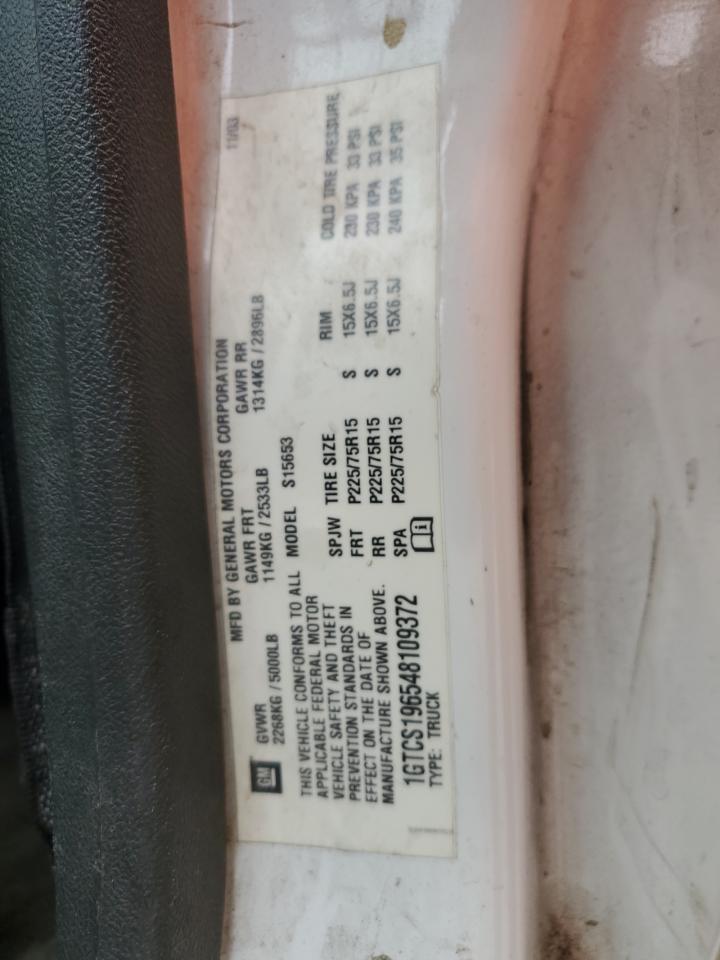 GM
MFD BY GENERAL MOTORS CORPORATION 11/03
GVWR GAWR FRT GAWR RR
2268KG / 5000LB 1149KG / 2533LB 1314KG / 2896LB
THIS VEHICLE CONFORMS TO ALL
APPLICABLE FEDERAL MOTOR
VEHICLE SAFETY AND THEFT
PREVENTION STANDARDS IN
EFFECT ON THE DATE OF
MANUFACTURE SHOWN ABOVE.
MODEL S15653
SPJW TIRE SIZE RIM COLD TIRE PRESSURE
FRT P225/75R15 S 15X6.5J 230 KPA 33 PSI
RR P225/75R15 S 15X6.5J 230 KPA 33 PSI
SPA P225/75R15 S 15X6.5J 240 KPA 35 PSI
1GTCS196548109372
TYPE: TRUCK